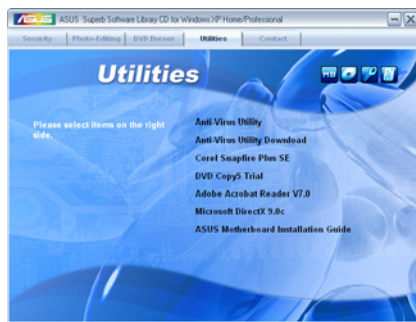 ASUS ASUS Superb Software Library CD for Windows XP Home/Professional
Security Photo-Editing DVD Burner Utilities Contact
Utilities
MB
Please select items on the right
side.
Anti-Virus Utility
Anti-Virus Utility Download
Corel Snapfire Plus SE
DVD Copy5 Trial
Adobe Acrobat Reader V7.0
Microsoft DirectX 9.0c
ASUS Motherboard Installation Guide